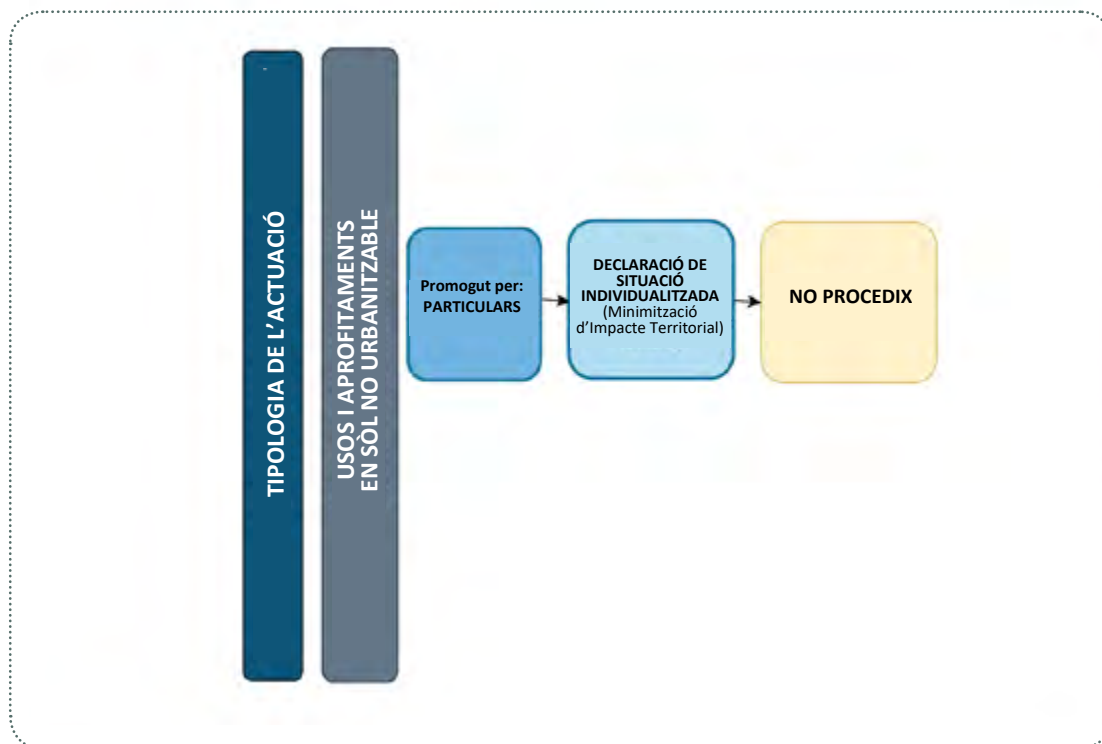 TIPOLOGIA DE L’ACTUACIÓ
USOS I APROFITAMENTS
EN SÒL NO URBANITZABLE
Promogut per:
PARTICULARS
DECLARACIÓ DE
SITUACIÓ
INDIVIDUALITZADA
(Minimització
d’Impacte Territorial)
NO PROCEDIX